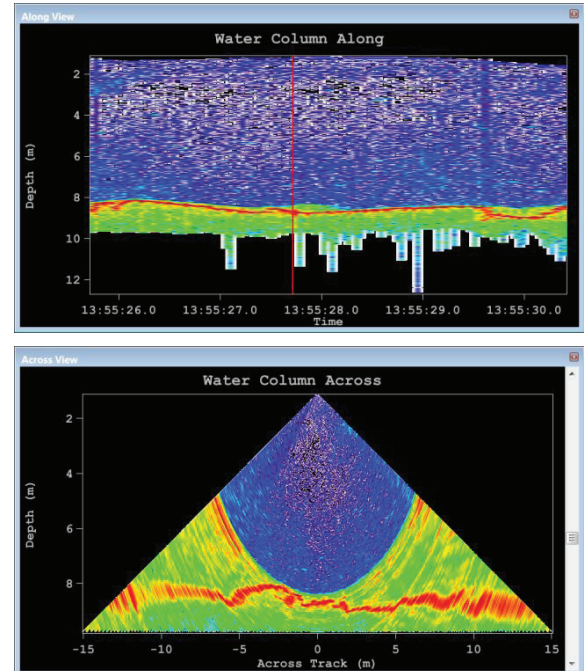 Along View
Water Column Along
2
4
6
8
10
12
Depth (m)
13:55:26.0 13:55:27.0 13:55:28.0 13:55:29.0 13:55:30.0
Time
Across View
Water Column Across
2
4
6
8
Depth (m)
-15 -10 -5 0 5 10 15
Across Track (m)